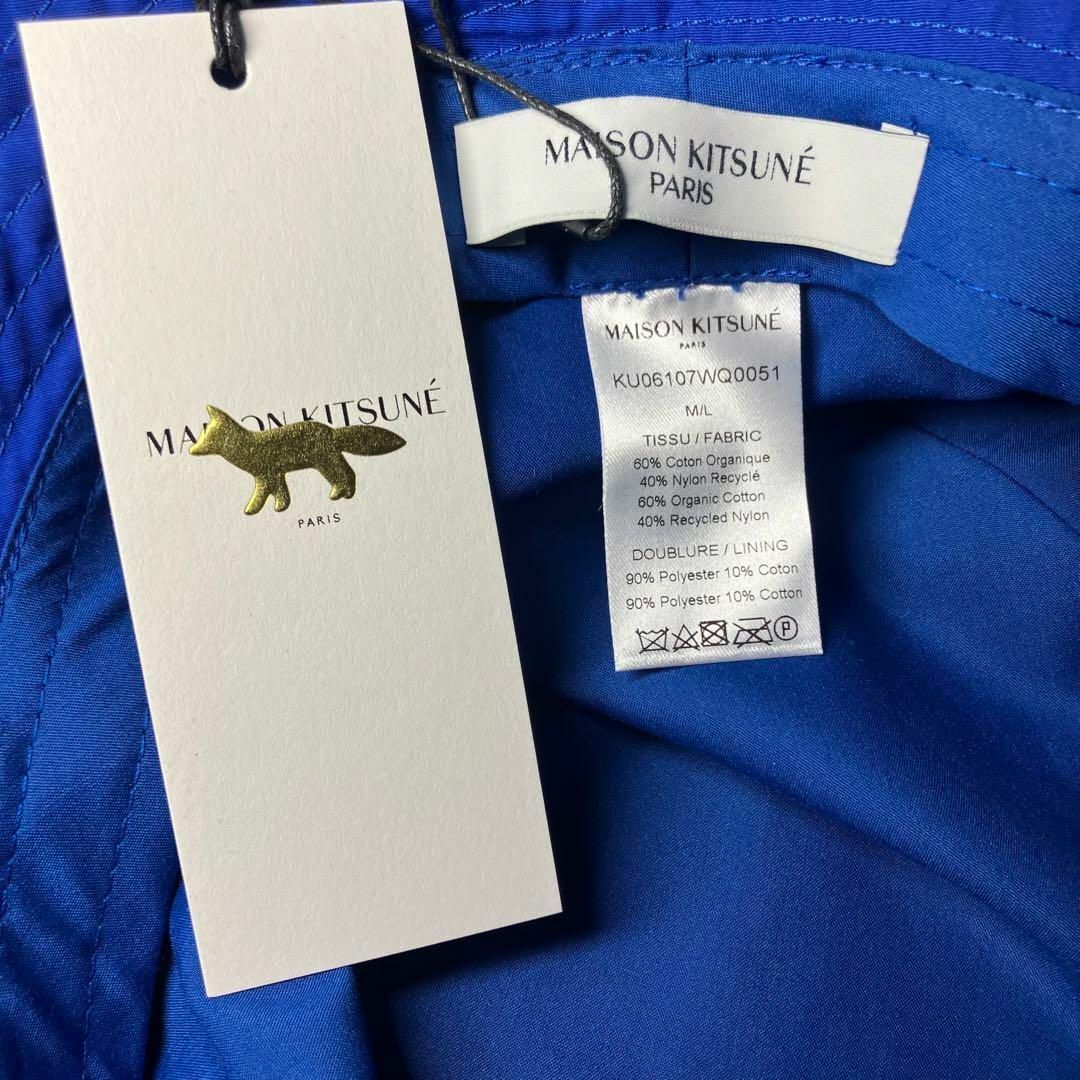 MAISON KITSUNÉ
PARIS
MAISON KITSUNÉ
PARIS
MAISON KITSUNÉ
PARIS
KU06107WQ0051
M/L
TISSU / FABRIC
60% Coton Organique
40% Nylon Recyclé
60% Organic Cotton
40% Recycled Nylon
DOUBLURE / LINING
90% Polyester 10% Coton
90% Polyester 10% Cotton
P